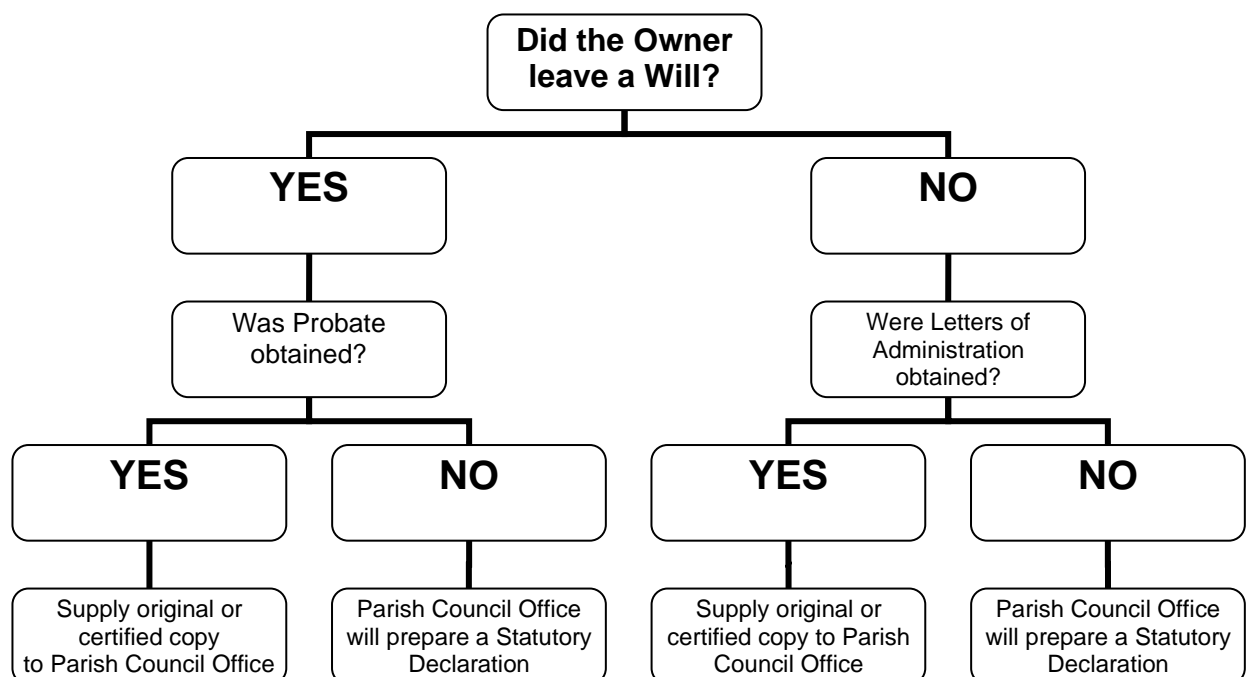 Did the Owner
leave a Will?
YES
NO
Was Probate
obtained?
Were Letters of
Administration
obtained?
YES
NO
YES
NO
Supply original or
certified copy
to Parish Council Office
Parish Council Office
will prepare a Statutory
Declaration
Supply original or
certified copy to Parish
Council Office
Parish Council Office
will prepare a Statutory
Declaration